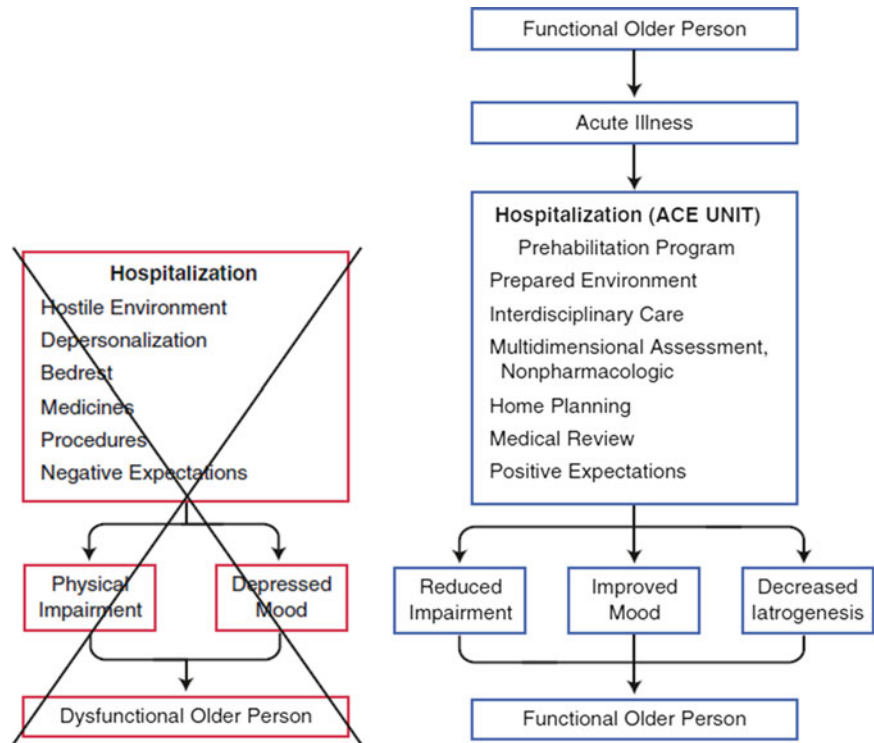 Functional Older Person
Acute Illness
Hospitalization (ACE UNIT)
Prehabilitation Program
Prepared Environment
Interdisciplinary Care
Multidimensional Assessment,
Nonpharmacologic
Home Planning
Medical Review
Positive Expectations
Hospitalization
Hostile Environment
Depersonalization
Bedrest
Medicines
Procedures
Negative Expectations
Physical
Impairment
Depressed
Mood
Dysfunctional Older Person
Reduced
Impairment
Improved
Mood
Decreased
Iatrogenesis
Functional Older Person